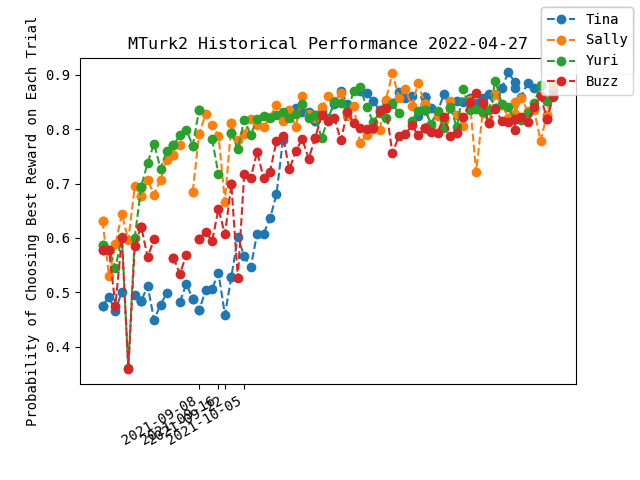 MTurk2 Historical Performance 2022-04-27
Tina
Sally
Yuri
Buzz
Probability of Choosing Best Reward on Each Trial
0.9
0.8
0.7
0.6
0.5
0.4
2021-09-08
2021-10-05